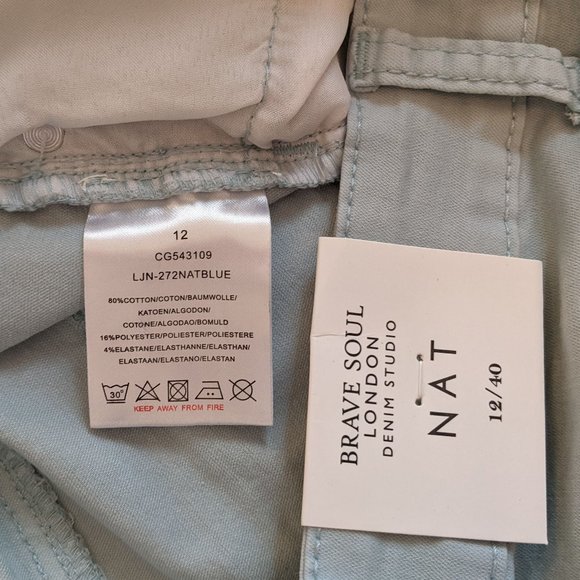 12
CG543109
LJN-272NATBLUE
80%COTTON/COTON/BAUMWOLLE/
KATOEN/ALGODON/
COTONE/ALGODAO/BOMULD
16%POLYESTER/POLIESTER/POLIESTERE
4%ELASTANE/ELASTHANNE/ELASTHAN/
ELASTAAN/ELASTANO/ELASTAN
30°
KEEP AWAY FROM FIRE
BRAVE SOUL
LONDON
DENIM STUDIO
NAT
12/40